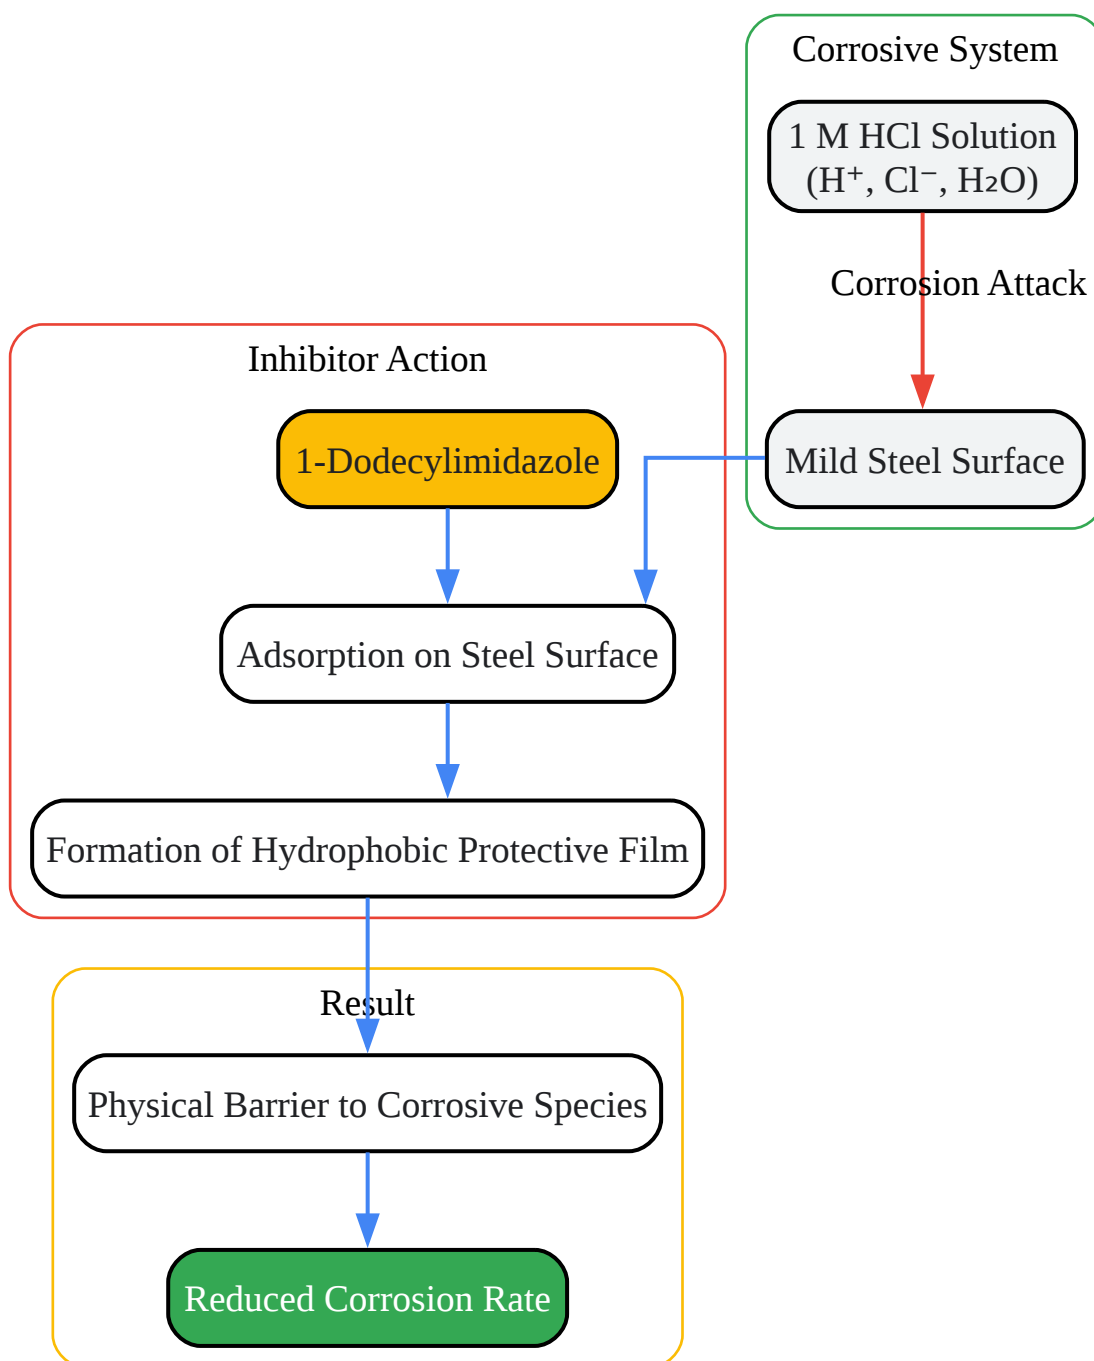 Corrosive System
1 M HCl Solution
(H⁺, Cl⁻, H₂O)
Corrosion Attack
Mild Steel Surface
Inhibitor Action
1-Dodecylimidazole
Adsorption on Steel Surface
Formation of Hydrophobic Protective Film
Result
Physical Barrier to Corrosive Species
Reduced Corrosion Rate